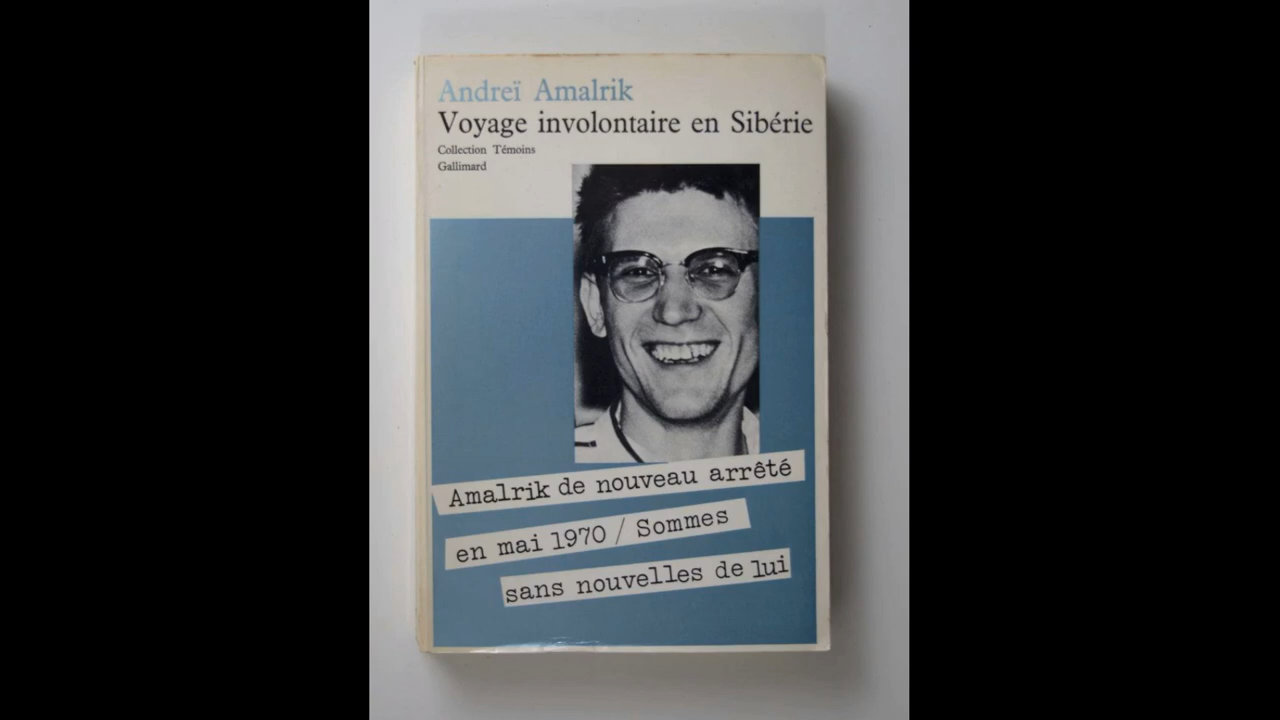 Andreï Amalrik
Voyage involontaire en Sibérie
Collection Témoins
Gallimard
Amalrik de nouveau arrêté
en mai 1970 / Sommes
sans nouvelles de lui